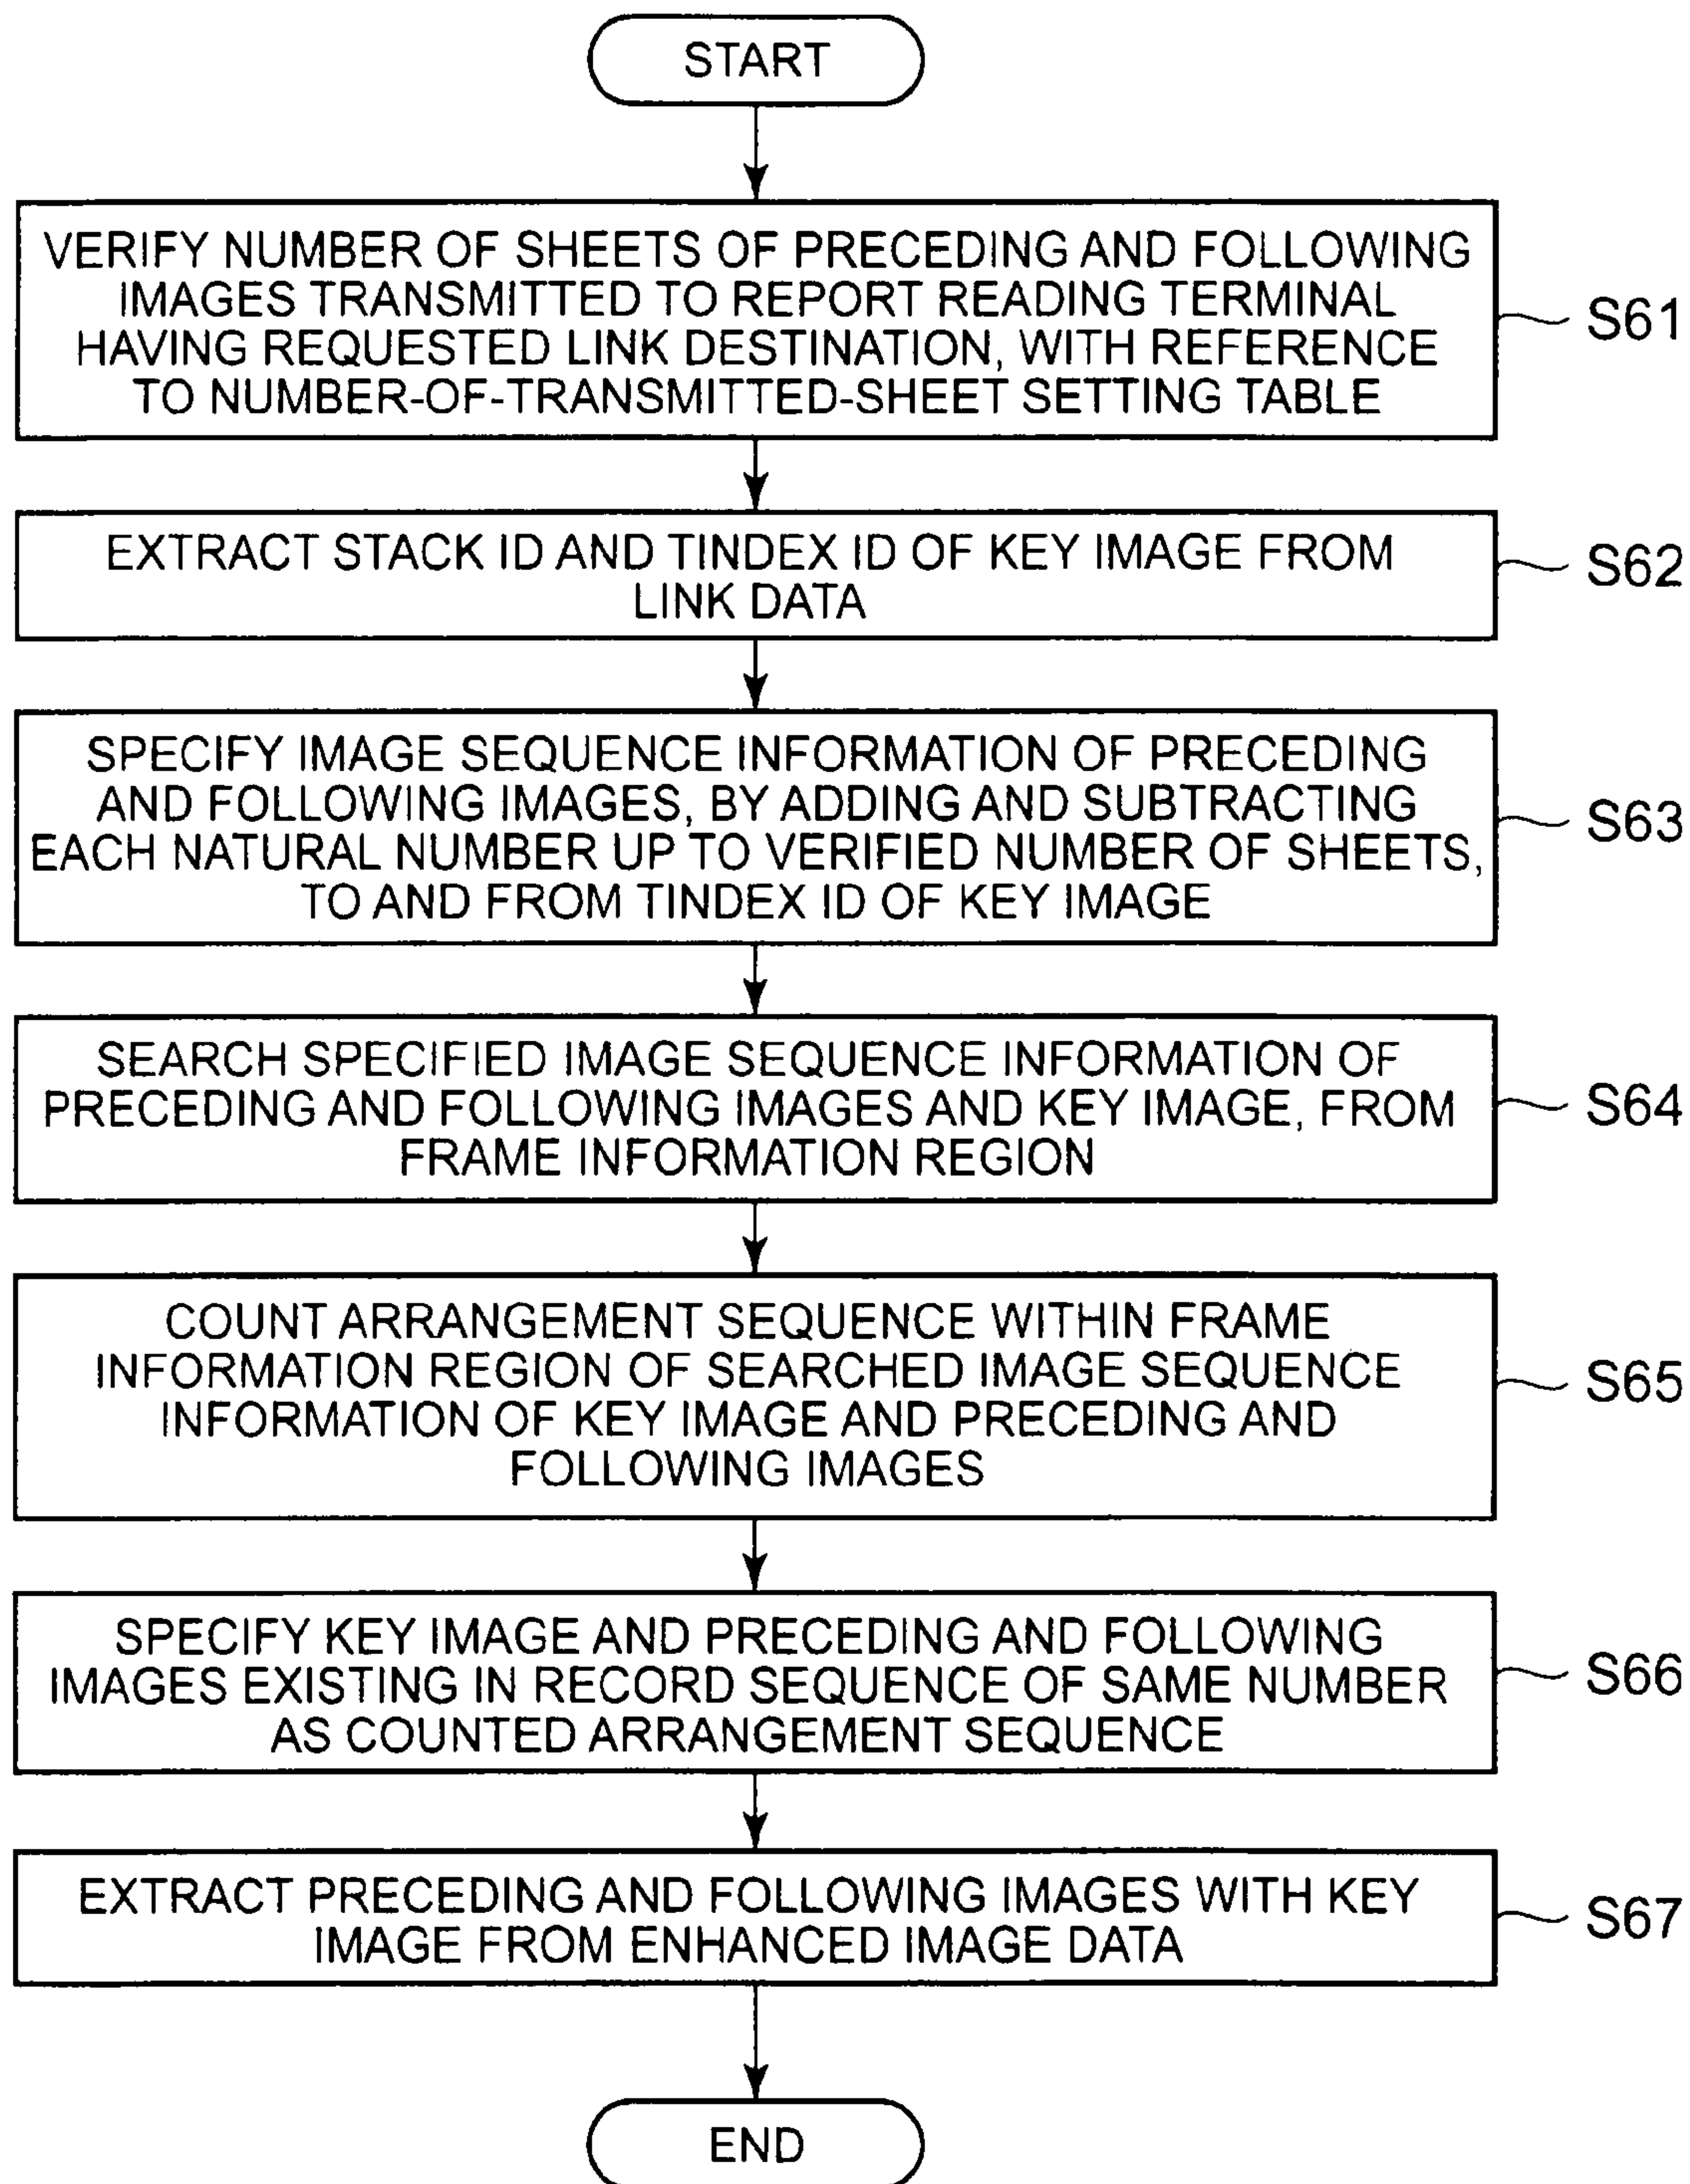 START
VERIFY NUMBER OF SHEETS OF PRECEDING AND FOLLOWING
IMAGES TRANSMITTED TO REPORT READING TERMINAL
HAVING REQUESTED LINK DESTINATION, WITH REFERENCE
TO NUMBER-OF-TRANSMITTED-SHEET SETTING TABLE
S61
EXTRACT STACK ID AND TINDEX ID OF KEY IMAGE FROM
LINK DATA
S62
SPECIFY IMAGE SEQUENCE INFORMATION OF PRECEDING
AND FOLLOWING IMAGES, BY ADDING AND SUBTRACTING
EACH NATURAL NUMBER UP TO VERIFIED NUMBER OF SHEETS,
TO AND FROM TINDEX ID OF KEY IMAGE
S63
SEARCH SPECIFIED IMAGE SEQUENCE INFORMATION OF
PRECEDING AND FOLLOWING IMAGES AND KEY IMAGE, FROM
FRAME INFORMATION REGION
S64
COUNT ARRANGEMENT SEQUENCE WITHIN FRAME
INFORMATION REGION OF SEARCHED IMAGE SEQUENCE
INFORMATION OF KEY IMAGE AND PRECEDING AND
FOLLOWING IMAGES
S65
SPECIFY KEY IMAGE AND PRECEDING AND FOLLOWING
IMAGES EXISTING IN RECORD SEQUENCE OF SAME NUMBER
AS COUNTED ARRANGEMENT SEQUENCE
S66
EXTRACT PRECEDING AND FOLLOWING IMAGES WITH KEY
IMAGE FROM ENHANCED IMAGE DATA
S67
END